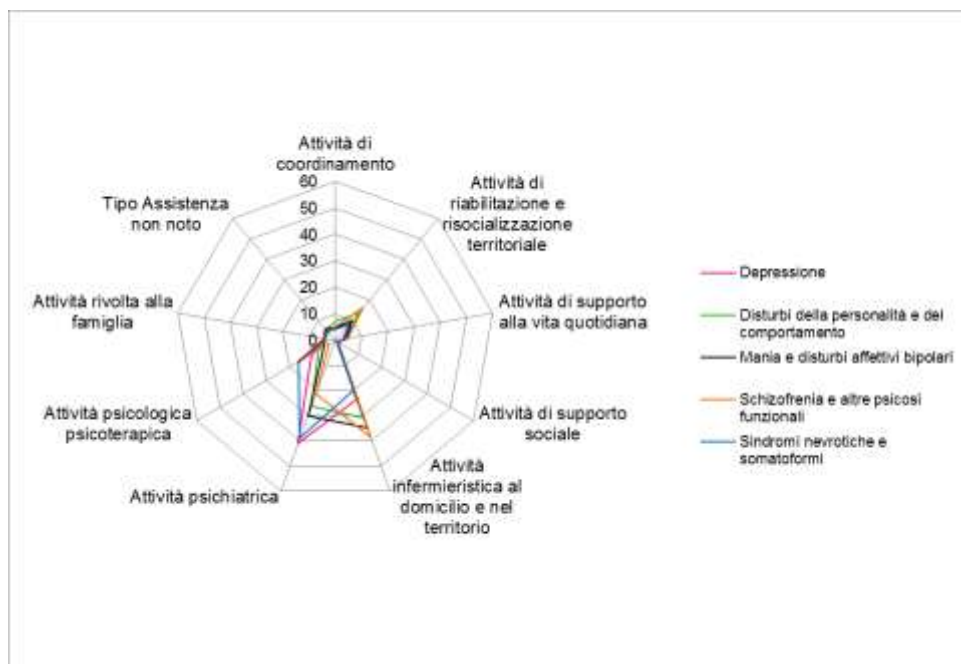 Attività di
coordinamento
60
50
40
30
20
10
0
Attività di
riabilitazione e
risocializzazione
territoriale
Attività di supporto
alla vita quotidiana
Attività di supporto
sociale
Attività
infermieristica al
domicilio e nel
territorio
Attività psichiatrica
Attività psicologica
psicoterapica
Attività rivolta alla
famiglia
Tipo Assistenza
non noto
Depressione
Disturbi della personalità e del
comportamento
Mania e disturbi affettivi bipolari
Schizofrenia e altre psicosi
funzionali
Sindromi nevrotiche e
somatoformi